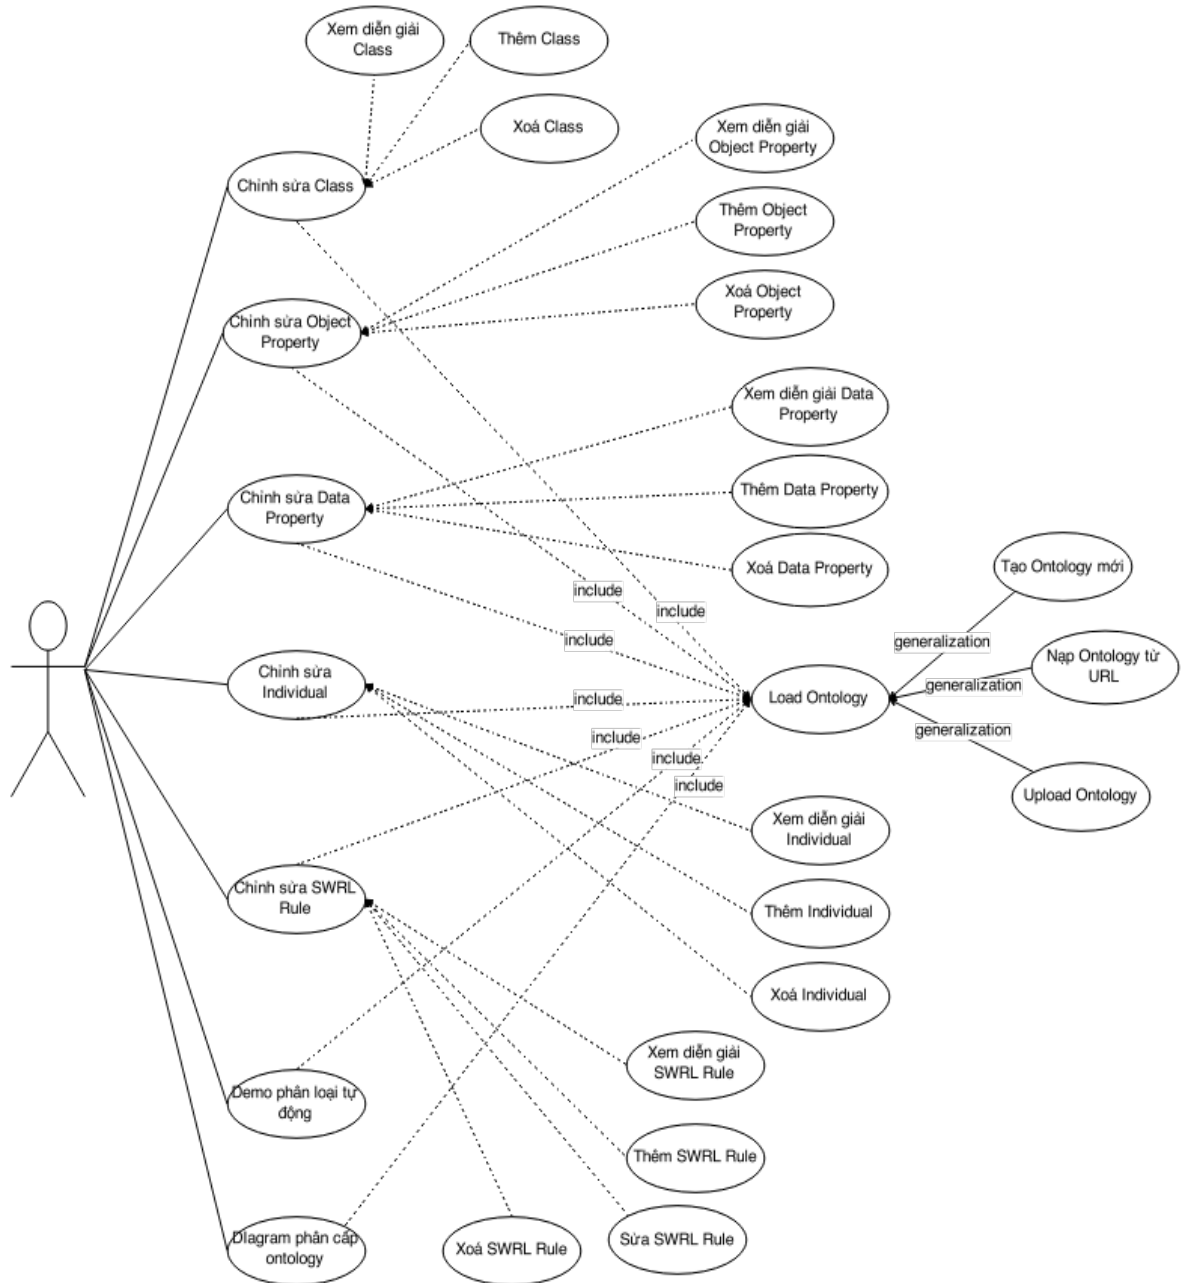 Xem diễn giải
Class
Thêm Class
Xoá Class
Chỉnh sửa Class
Xem diễn giải
Object Property
Thêm Object
Property
Xoá Object
Property
Chỉnh sửa Object
Property
Xem diễn giải Data
Property
Thêm Data Property
Xoá Data Property
Chỉnh sửa Data
Property
include
include
include
include
include
include
include
Tạo Ontology mới
generalization
Nạp Ontology từ
URL
generalization
Load Ontology
generalization
Upload Ontology
Chỉnh sửa
Individual
Xem diễn giải
Individual
Thêm Individual
Xoá Individual
Chỉnh sửa SWRL
Rule
Xem diễn giải
SWRL Rule
Thêm SWRL Rule
Sửa SWRL Rule
Xoá SWRL Rule
Demo phân loại tự
động
DIagram phân cấp
ontology